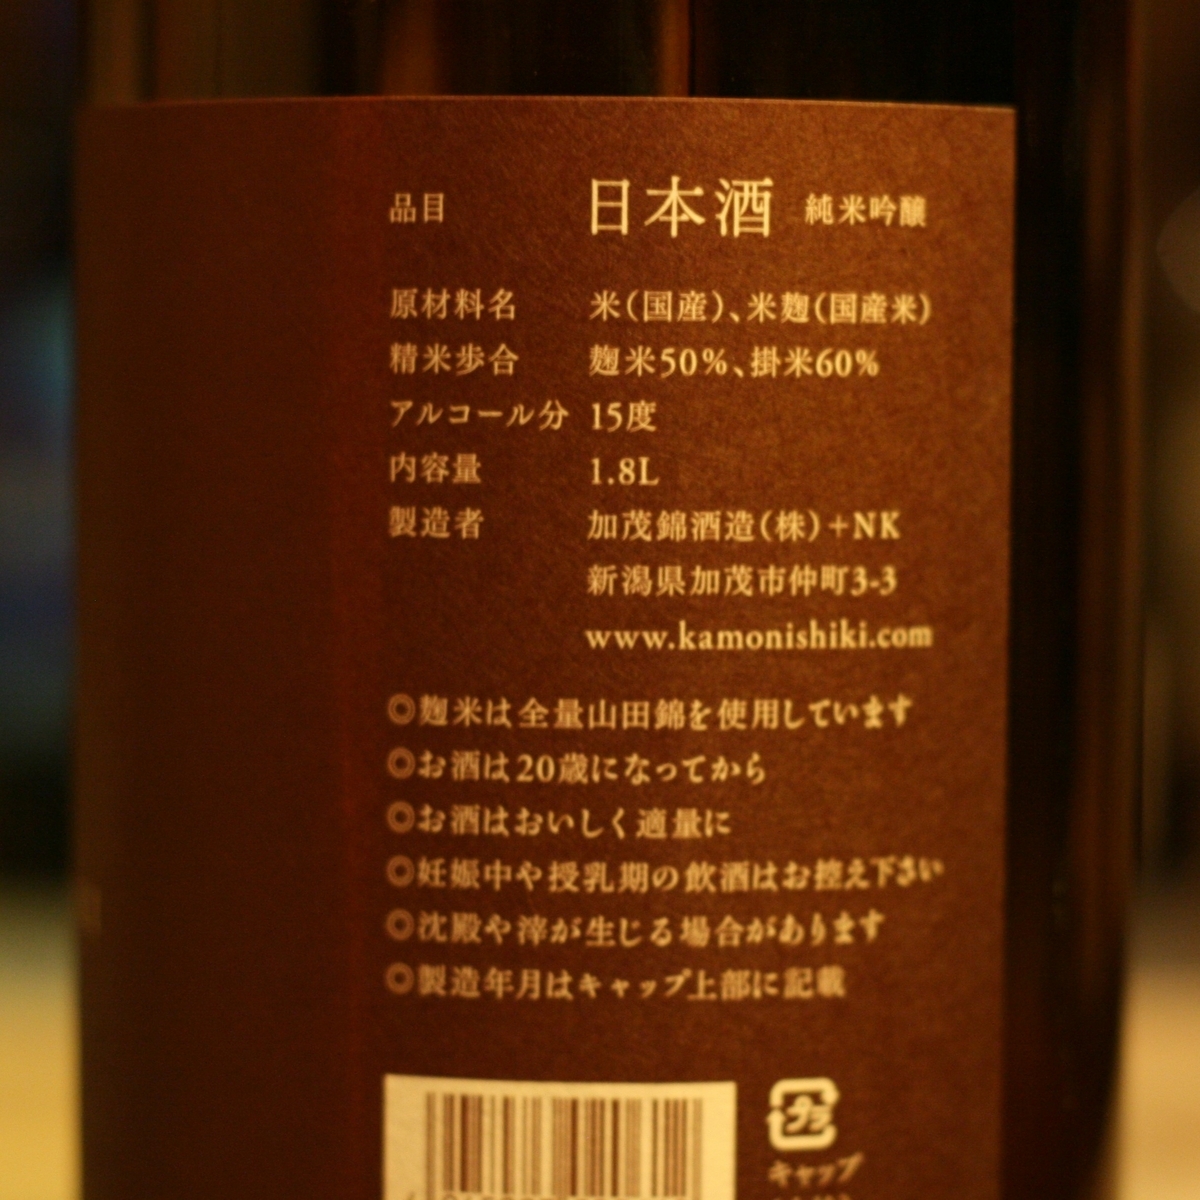 品目 日本酒 純米吟醸
原材料名 米(国産)、米麹(国産米)
精米歩合 麹米50%、掛米60%
アルコール分 15度
内容量 1.8L
製造者 加茂錦酒造(株)+NK
新潟県加茂市仲町3-3
www.kamonishiki.com
◎麹米は全量山田錦を使用しています
◎お酒は20歳になってから
◎お酒はおいしく適量に
◎妊娠中や授乳期の飲酒はお控え下さい
◎沈殿や滓が生じる場合があります
◎製造年月はキャップ上部に記載
プラ
キャップ